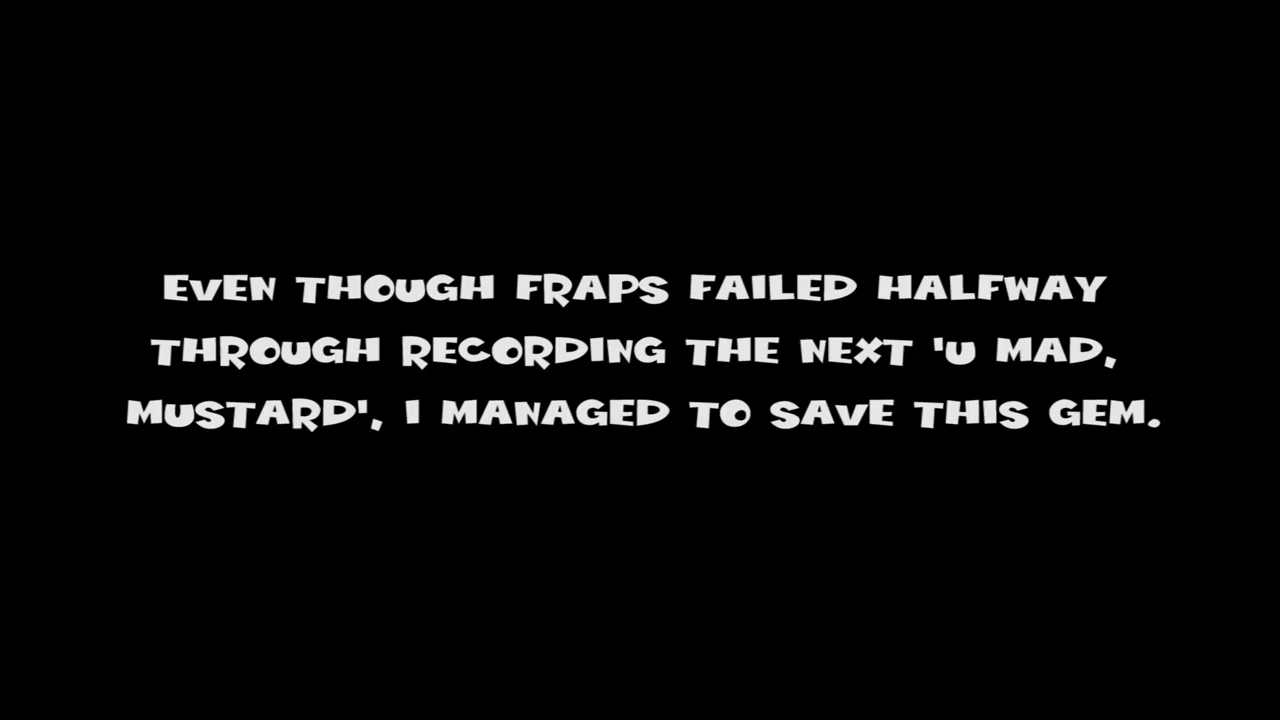 EVEN THOUGH FRAPS FAILED HALFWAY
THROUGH RECORDING THE NEXT 'U MAD,
MUSTARD', I MANAGED TO SAVE THIS GEM.